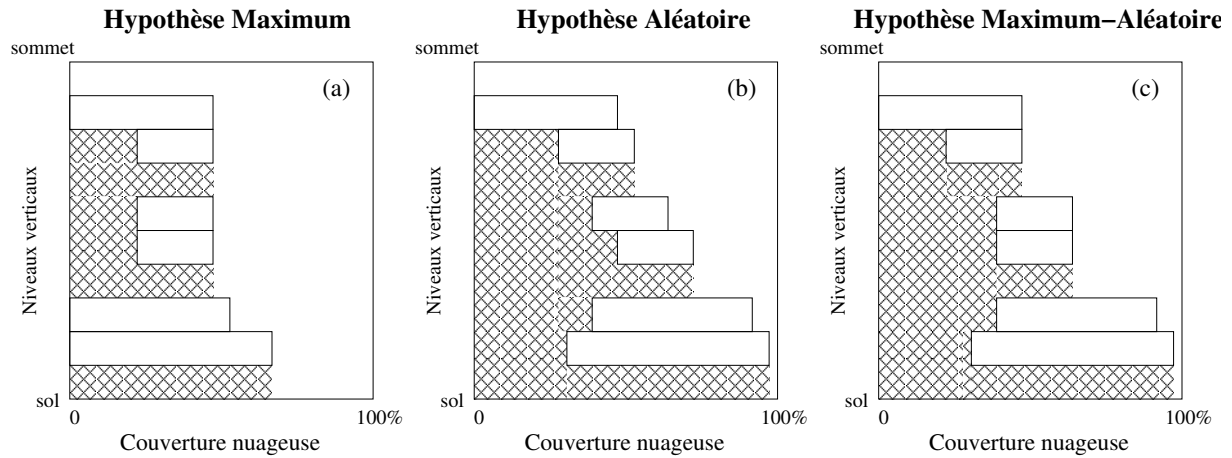 Hypothèse Maximum
Hypothèse Aléatoire
Hypothèse Maximum−Aléatoire
sommet
sommet
sommet
(a)
(b)
(c)
Niveaux verticaux
Niveaux verticaux
Niveaux verticaux
sol
sol
sol
0
100%
0
100%
0
100%
Couverture nuageuse
Couverture nuageuse
Couverture nuageuse